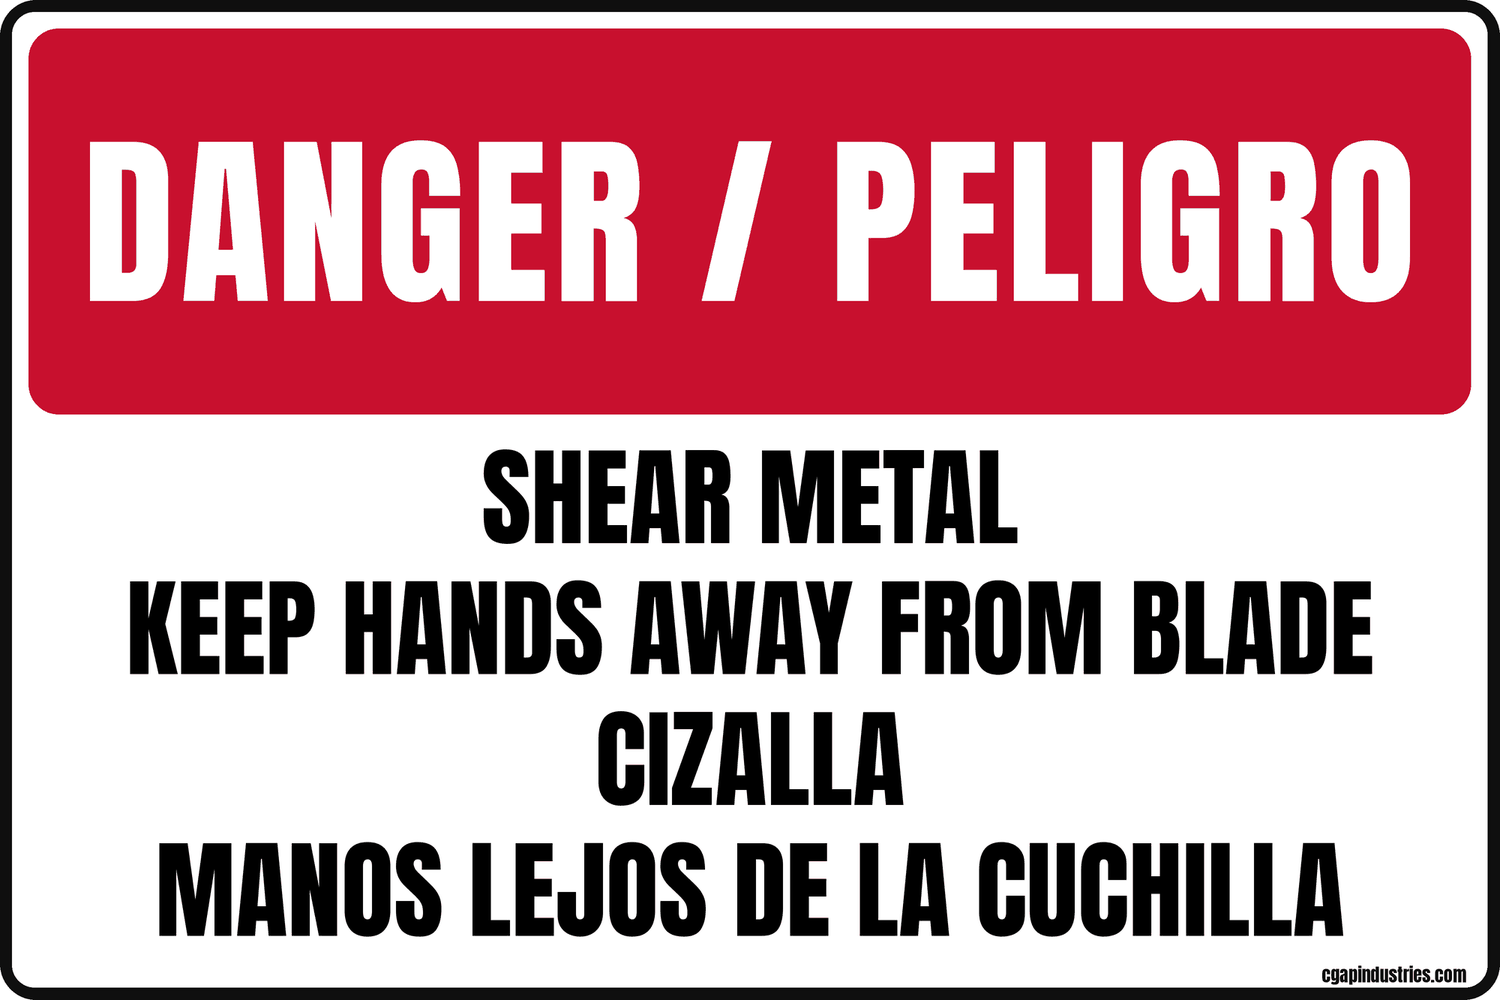 DANGER / PELIGRO
SHEAR METAL
KEEP HANDS AWAY FROM BLADE
CIZALLA
MANOS LEJOS DE LA CUCHILLA
cgapindustries.com